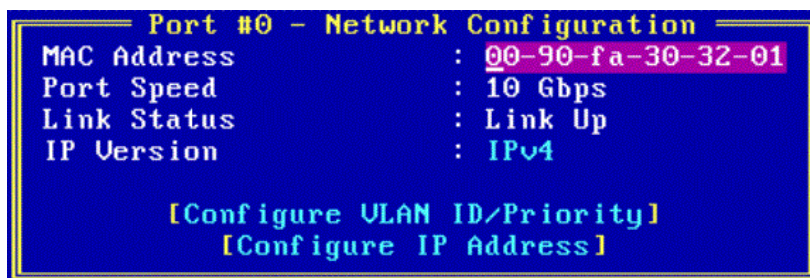 Port #0 - Network Configuration
MAC Address : 00-90-fa-30-32-01
Port Speed : 10 Gbps
Link Status : Link Up
IP Version : IPv4
[Configure VLAN ID/Priority]
[Configure IP Address]